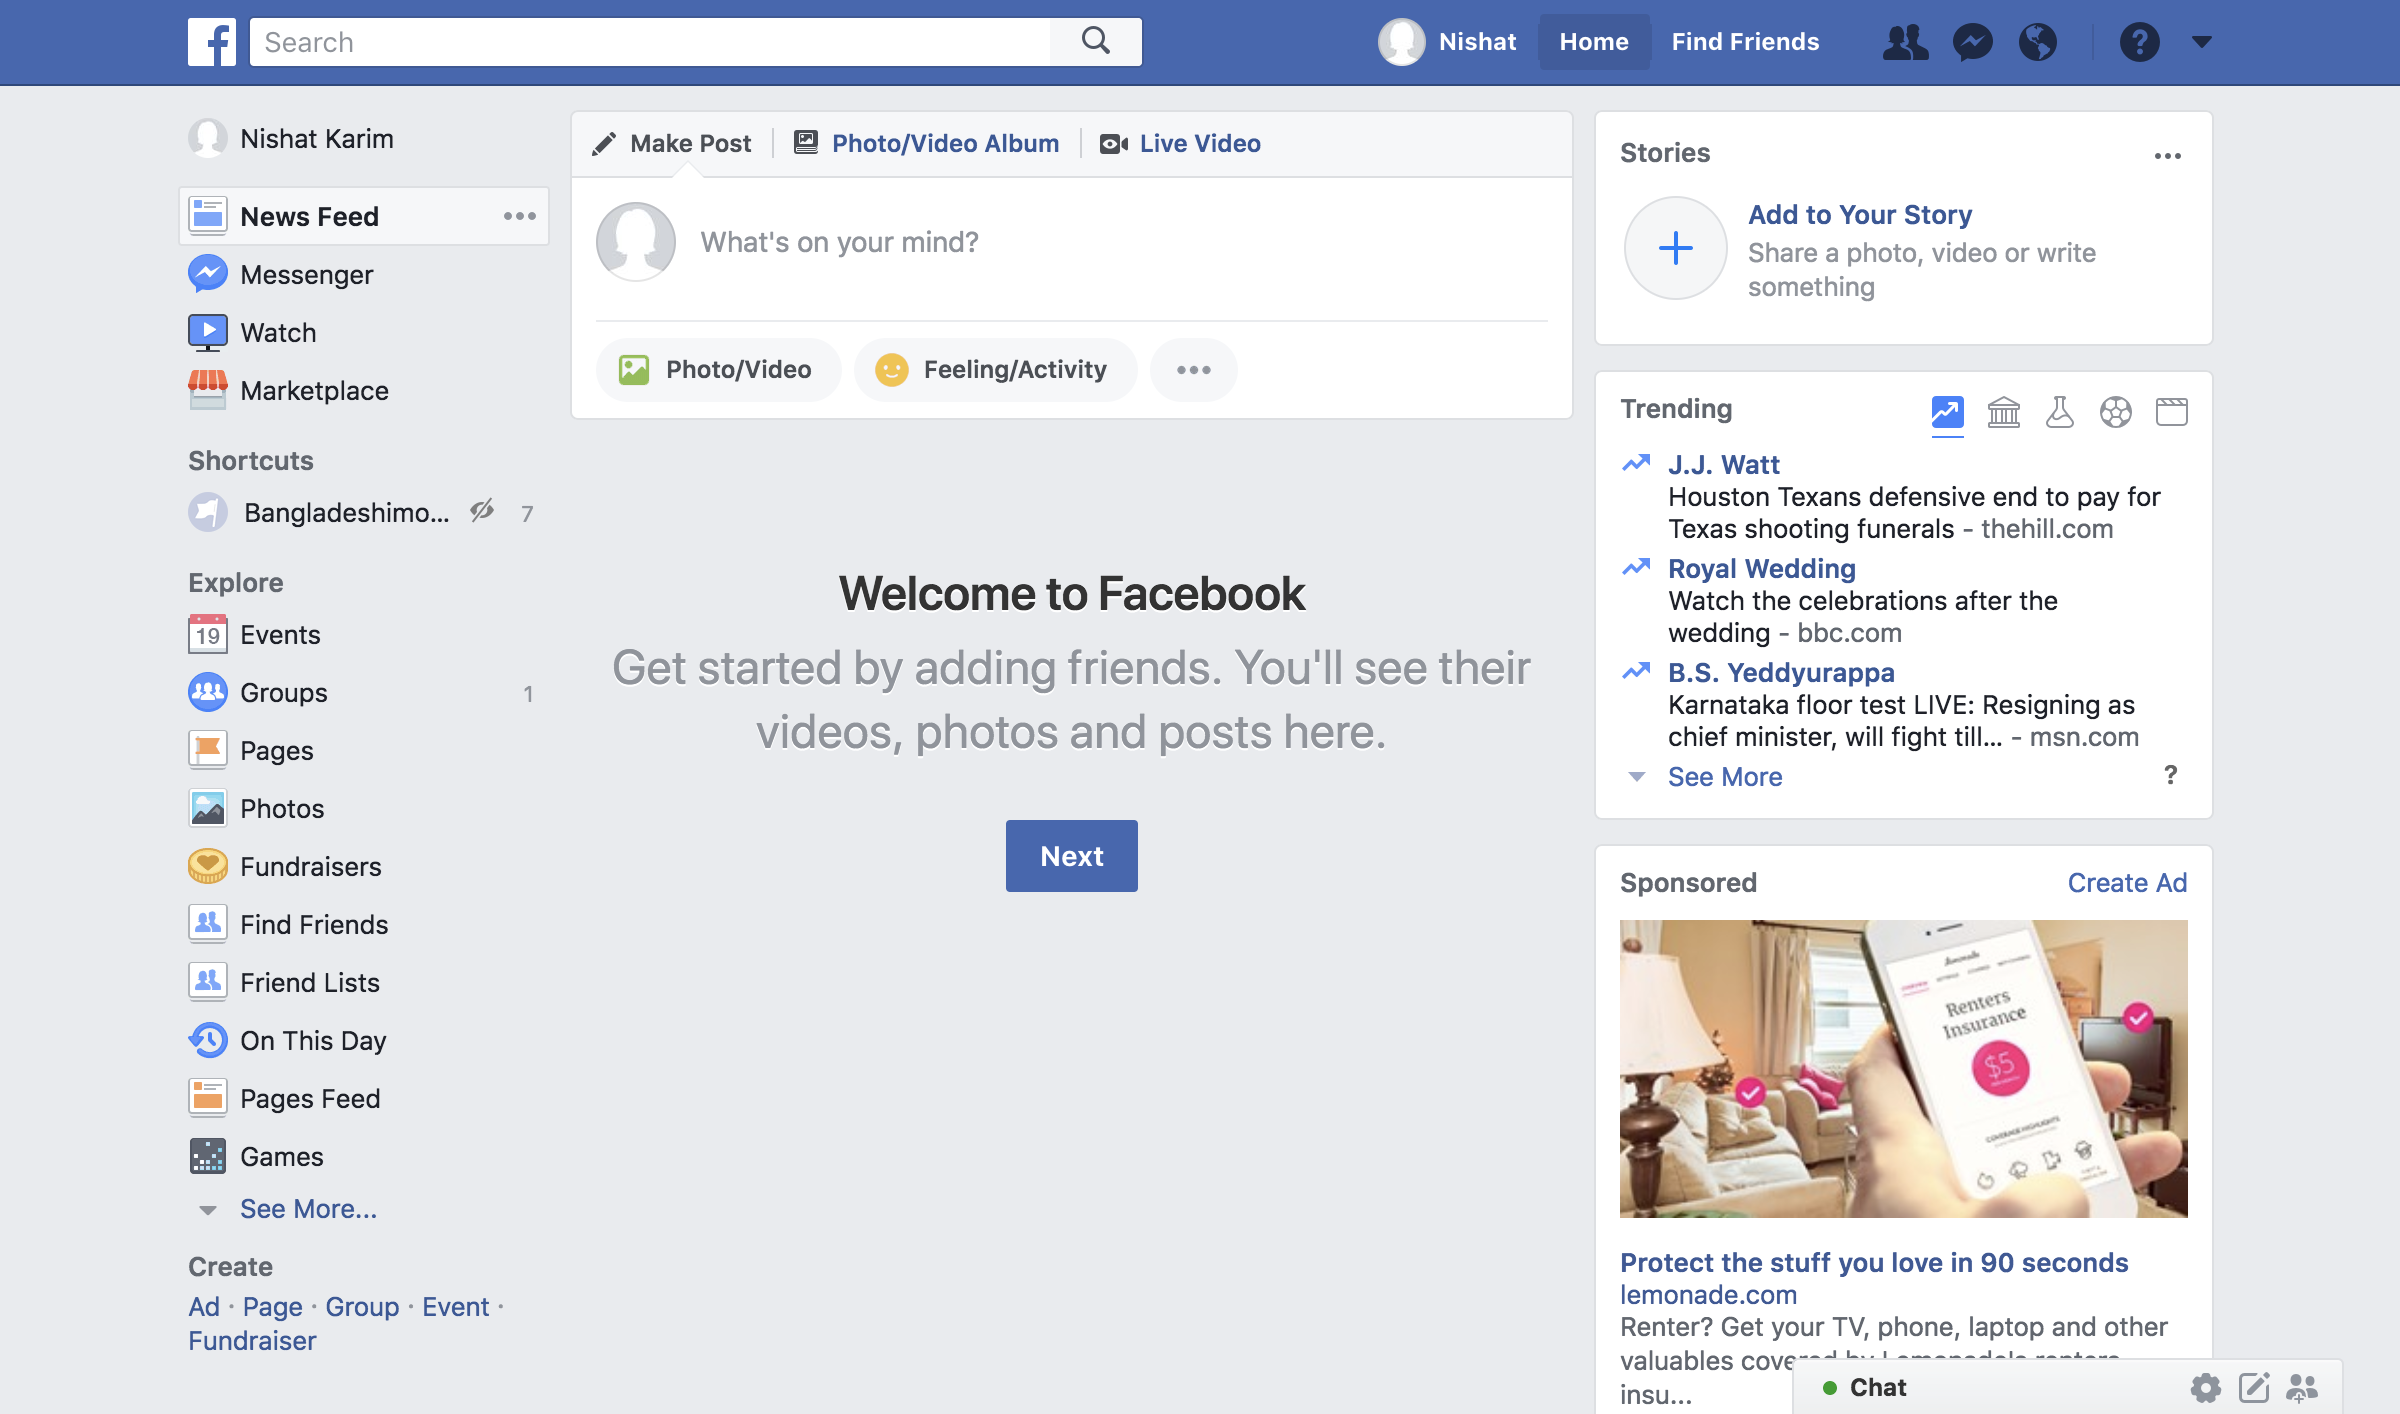 Search
Nishat
Home
Find Friends
Nishat Karim
News Feed
Messenger
Watch
Marketplace
Shortcuts
Bangladeshimo... 7
Explore
19 Events
Groups 1
Pages
Photos
Fundraisers
Find Friends
Friend Lists
On This Day
Pages Feed
Games
See More...
Create
Ad · Page · Group · Event ·
Fundraiser
Make Post
Photo/Video Album
Live Video
What's on your mind?
Photo/Video
Feeling/Activity
Welcome to Facebook
Get started by adding friends. You'll see their
videos, photos and posts here.
Next
Stories
Add to Your Story
Share a photo, video or write
something
Trending
J.J. Watt
Houston Texans defensive end to pay for
Texas shooting funerals - thehill.com
Royal Wedding
Watch the celebrations after the
wedding - bbc.com
B.S. Yeddyurappa
Karnataka floor test LIVE: Resigning as
chief minister, will fight till... - msn.com
See More ?
Sponsored
Create Ad
lemonade
Renters
Insurance
$5
COVERAGE HIGHLIGHTS
Protect the stuff you love in 90 seconds
lemonade.com
Renter? Get your TV, phone, laptop and other
valuables covered by Lemonade's renters
insu...
Chat